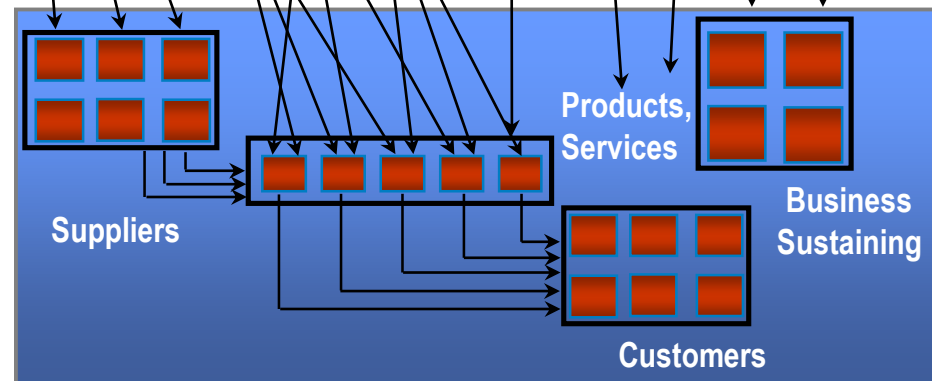 Products,
Services
Suppliers
Business
Sustaining
Customers